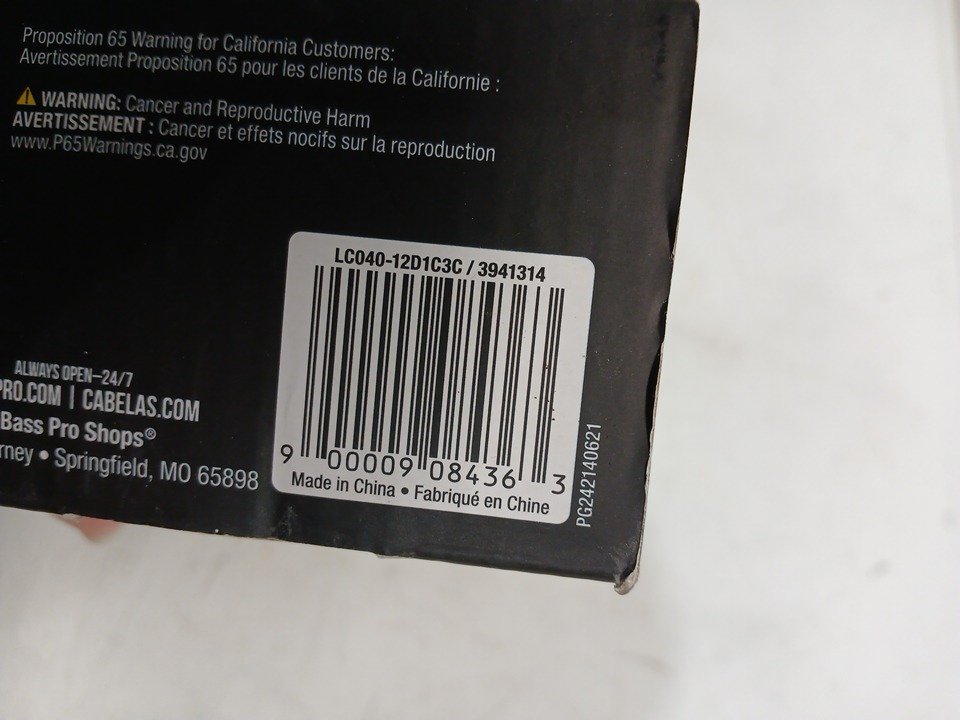 Proposition 65 Warning for California Customers:
Avertissement Proposition 65 pour les clients de la Californie :
WARNING: Cancer and Reproductive Harm
AVERTISSEMENT : Cancer et effets nocifs sur la reproduction
www.P65Warnings.ca.gov
LC040-12D1C3C / 3941314
9 00009 08436 3
Made in China • Fabriqué en Chine
PG242140621
ALWAYS OPEN–24/7
PRO.COM | CABELAS.COM
Bass Pro Shops®
rney • Springfield, MO 65898